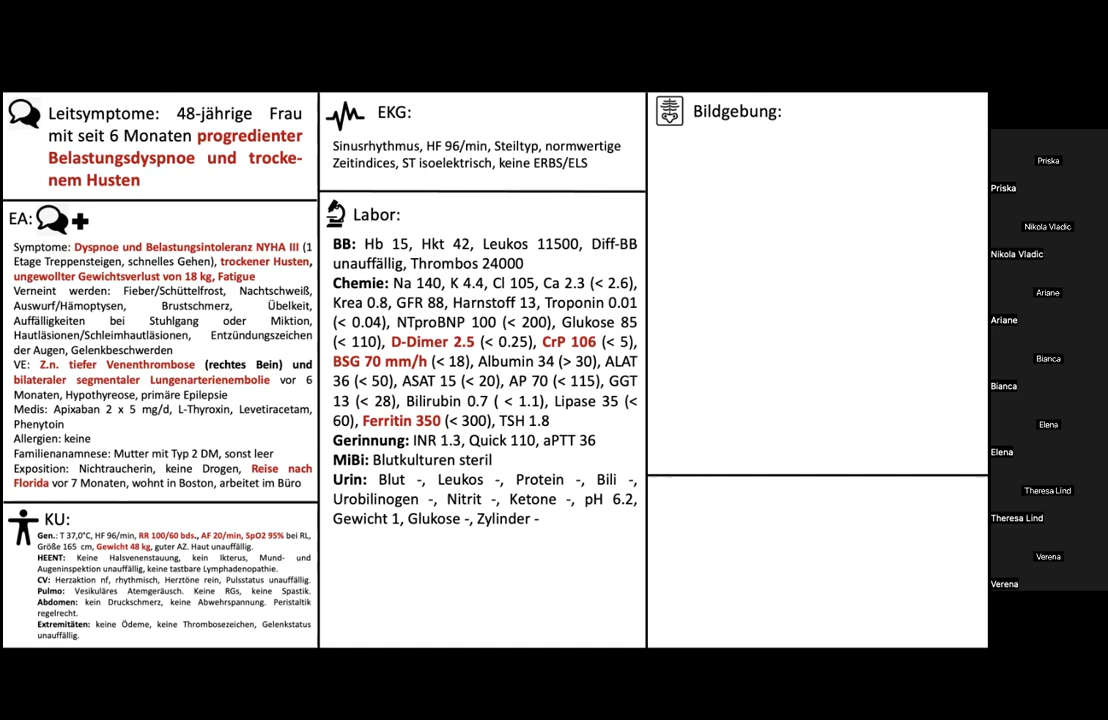 Leitsymptome: 48-jährige Frau
mit seit 6 Monaten progredienter
Belastungsdyspnoe und trocke-
nem Husten
EA:
Symptome: Dyspnoe und Belastungsintoleranz NYHA III (1
Etage Treppensteigen, schnelles Gehen), trockener Husten,
ungewollter Gewichtsverlust von 18 kg, Fatigue
Verneint werden: Fieber/Schüttelfrost, Nachtschweiß,
Auswurf/Hämoptysen, Brustschmerz, Übelkeit,
Auffälligkeiten bei Stuhlgang oder Miktion,
Hautläsionen/Schleimhautläsionen, Entzündungszeichen
der Augen, Gelenkbeschwerden
VE: Z.n. tiefer Venenthrombose (rechtes Bein) und
bilateraler segmentaler Lungenarterienembolie vor 6
Monaten, Hypothyreose, primäre Epilepsie
Medis: Apixaban 2 x 5 mg/d, L-Thyroxin, Levetiracetam,
Phenytoin
Allergien: keine
Familienanamnese: Mutter mit Typ 2 DM, sonst leer
Exposition: Nichtraucherin, keine Drogen, Reise nach
Florida vor 7 Monaten, wohnt in Boston, arbeitet im Büro
KU:
Gen.: T 37,0°C, HF 96/min, RR 100/60 bds., AF 20/min, SpO2 95% bei RL,
Größe 165 cm, Gewicht 48 kg, guter AZ. Haut unauffällig.
HEENT: Keine Halsvenenstauung, kein Ikterus, Mund- und
Augeninspektion unauffällig, keine tastbare Lymphadenopathie.
CV: Herzaktion nf, rhythmisch, Herztöne rein, Pulsstatus unauffällig.
Pulmo: Vesikuläres Atemgeräusch. Keine RGs, keine Spastik.
Abdomen: kein Druckschmerz, keine Abwehrspannung. Peristaltik
regelrecht.
Extremitäten: keine Ödeme, keine Thrombosezeichen, Gelenkstatus
unauffällig.
EKG:
Sinusrhythmus, HF 96/min, Steiltyp, normwertige
Zeitindices, ST isoelektrisch, keine ERBS/ELS
Labor:
BB: Hb 15, Hkt 42, Leukos 11500, Diff-BB
unauffällig, Thrombos 24000
Chemie: Na 140, K 4.4, Cl 105, Ca 2.3 (< 2.6),
Krea 0.8, GFR 88, Harnstoff 13, Troponin 0.01
(< 0.04), NTproBNP 100 (< 200), Glukose 85
(< 110), D-Dimer 2.5 (< 0.25), CrP 106 (< 5),
BSG 70 mm/h (< 18), Albumin 34 (> 30), ALAT
36 (< 50), ASAT 15 (< 20), AP 70 (< 115), GGT
13 (< 28), Bilirubin 0.7 ( < 1.1), Lipase 35 (<
60), Ferritin 350 (< 300), TSH 1.8
Gerinnung: INR 1.3, Quick 110, aPTT 36
MiBi: Blutkulturen steril
Urin: Blut -, Leukos -, Protein -, Bili -,
Urobilinogen -, Nitrit -, Ketone -, pH 6.2,
Gewicht 1, Glukose -, Zylinder -
Bildgebung:
Priska
Priska
Nikola Vladic
Nikola Vladic
Ariane
Ariane
Bianca
Bianca
Elena
Elena
Theresa Lind
Theresa Lind
Verena
Verena